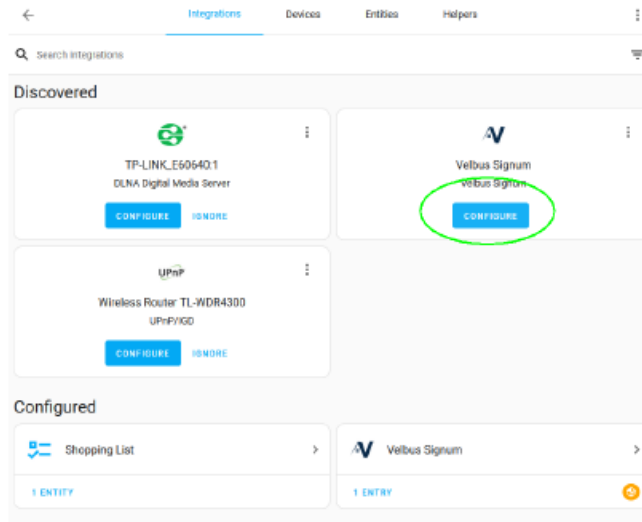 Integrations Devices Entities Helpers
Search integrations
Discovered
TP-LINK_E60640:1
DLNA Digital Media Server
CONFIGURE IGNORE
Velbus Signum
Velbus Signum
CONFIGURE
UPnP
Wireless Router TL-WDR4300
UPnP/IGD
CONFIGURE IGNORE
Configured
Shopping List
1 ENTITY
Velbus Signum
1 ENTRY